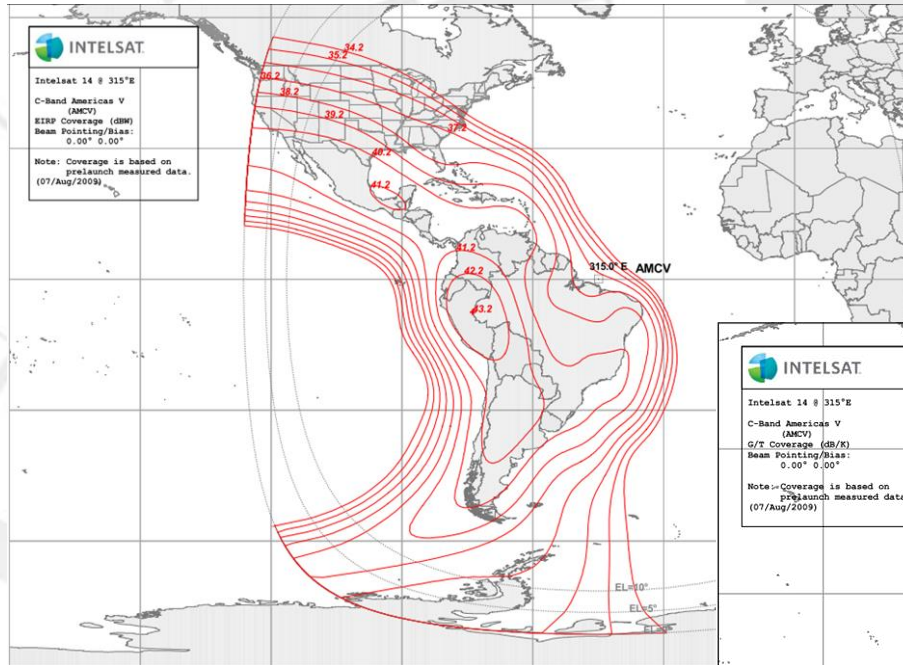 INTELSAT
Intelsat 14 @ 315°E
C-Band Americas V
(AMCV)
EIRP Coverage (dBW)
Beam Pointing/Bias:
0.00° 0.00°
Note: Coverage is based on
prelaunch measured data.
(07/Aug/2009)
34.2
35.2
36.2
38.2
39.2
37.2
40.2
41.2
41.2
42.2
43.2
315.0° E AMCV
EL=10°
EL=5°
INTELSAT
Intelsat 14 @ 315°E
C-Band Americas V
(AMCV)
G/T Coverage (dB/K)
Beam Pointing/Bias:
0.00° 0.00°
Note: Coverage is based on
prelaunch measured data
(07/Aug/2009)